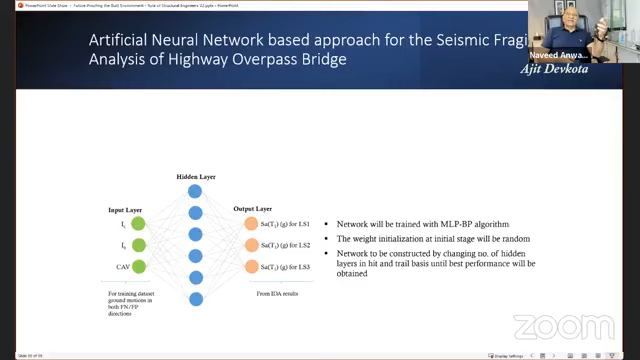 PowerPoint Slide Show - Future Proofing the Built Environment - Role of Structural Engineers
Artificial Neural Network based approach for the Seismic Fragi
Analysis of Highway Overpass Bridge
Naveed Anwa...
Ajit Devkota
Hidden Layer
Input Layer
Output Layer
Sa(T₁) (g) for LS1
Sa(T₁) (g) for LS2
CAV
Sa(T₁) (g) for LS3
For training dataset
ground motions in
both FN/FP
directions
From IDA results
▪ Network will be trained with MLP-BP algorithm
▪ The weight initialization at initial stage will be random
▪ Network to be constructed by changing no. of hidden
layers in hit and trail basis until best performance will be
obtained
zoom
Display Settings